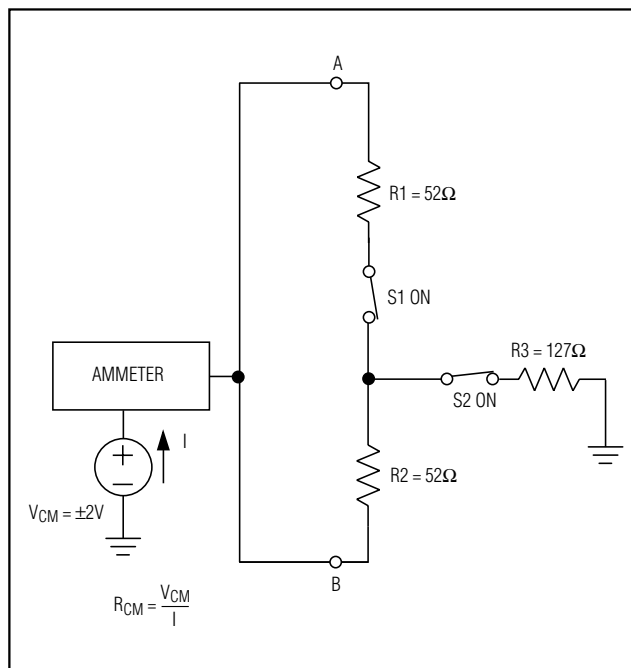 A
R1 = 52Ω
S1 ON
AMMETER
R3 = 127Ω
S2 ON
+
I
−
R2 = 52Ω
VCM = ±2V
B
RCM = VCM
I